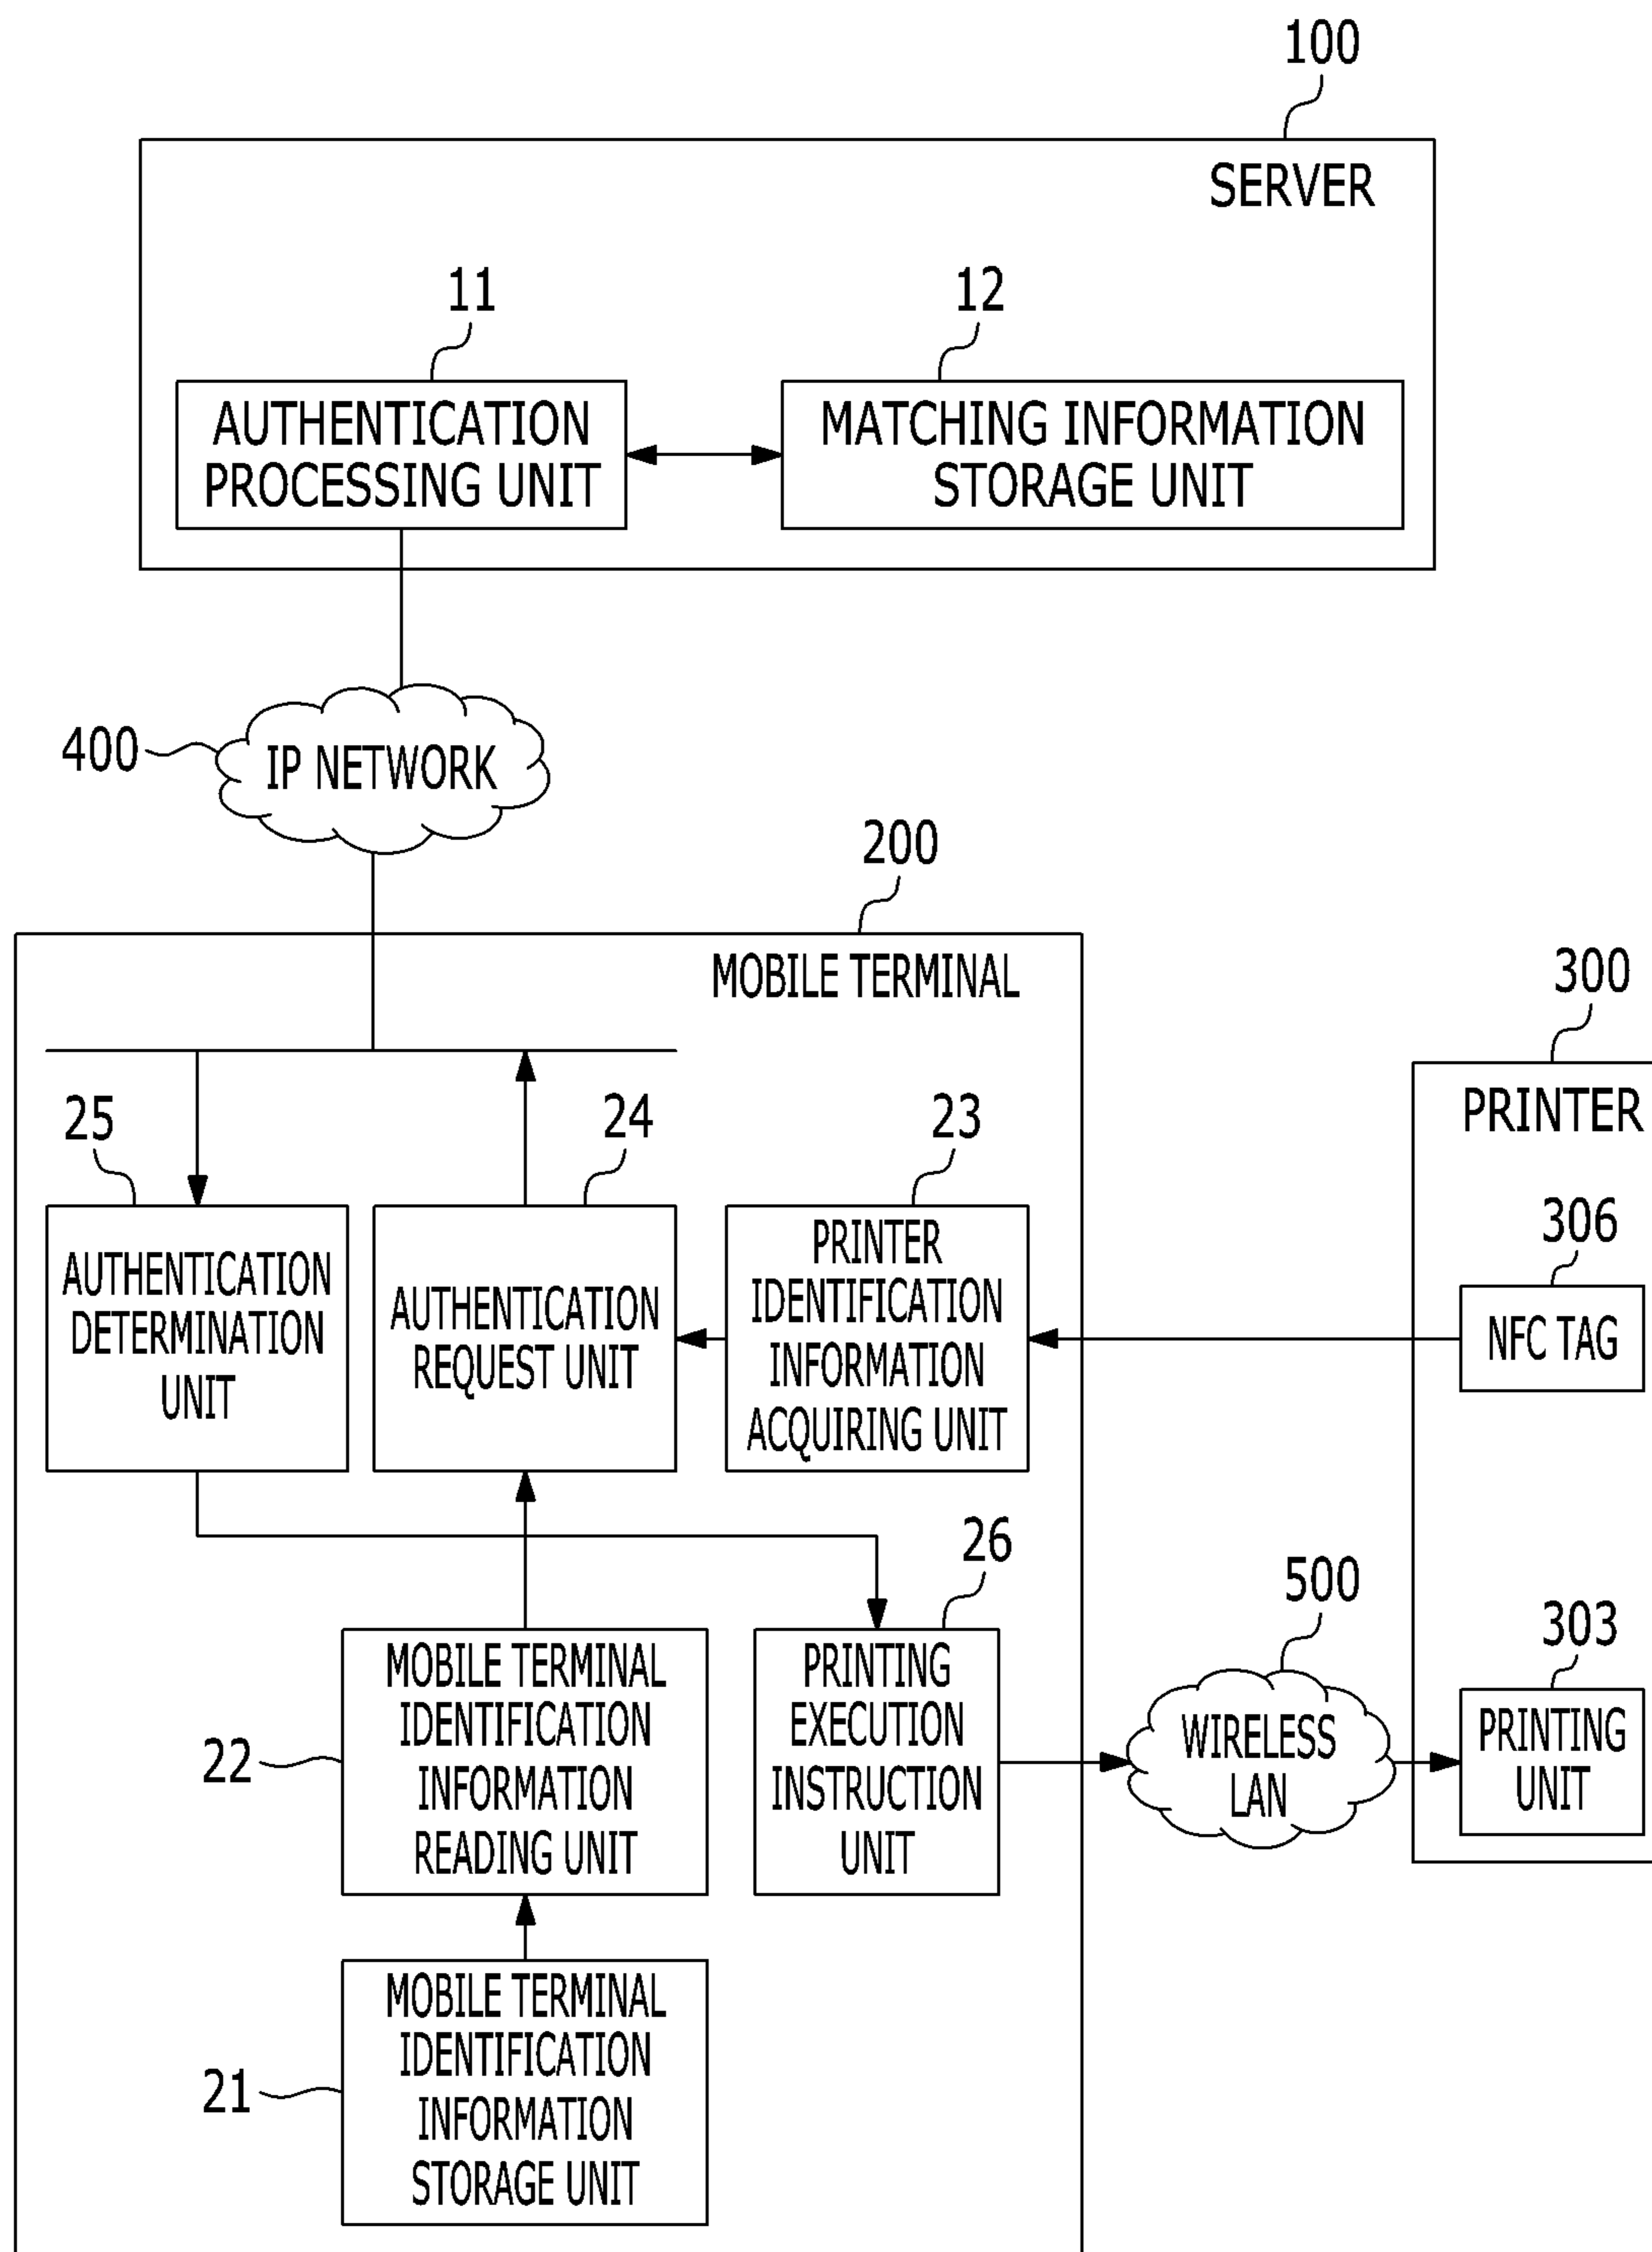 100
SERVER
11
12
AUTHENTICATION
PROCESSING UNIT
MATCHING INFORMATION
STORAGE UNIT
400
IP NETWORK
200
MOBILE TERMINAL
300
PRINTER
25
24
23
306
AUTHENTICATION
DETERMINATION
UNIT
AUTHENTICATION
REQUEST UNIT
PRINTER
IDENTIFICATION
INFORMATION
ACQUIRING UNIT
NFC TAG
26
500
303
22
MOBILE TERMINAL
IDENTIFICATION
INFORMATION
READING UNIT
PRINTING
EXECUTION
INSTRUCTION
UNIT
WIRELESS
LAN
PRINTING
UNIT
21
MOBILE TERMINAL
IDENTIFICATION
INFORMATION
STORAGE UNIT